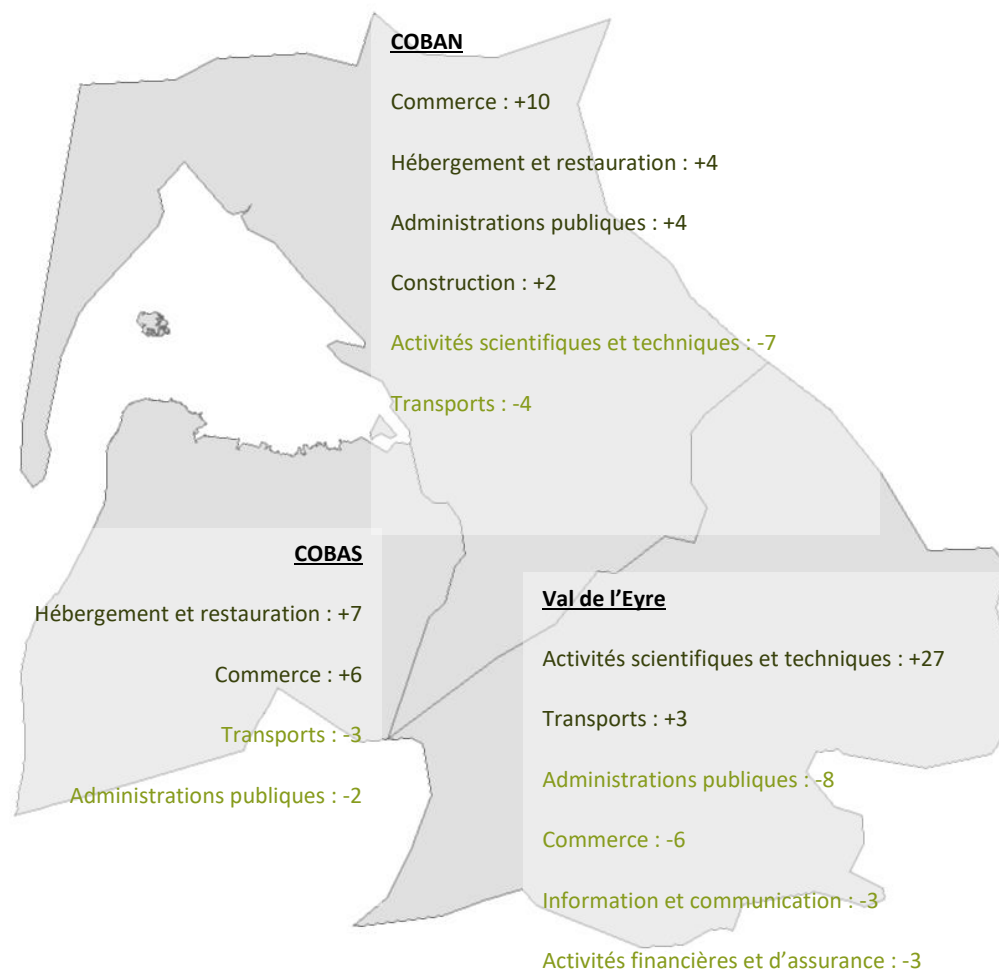 COBAN
Commerce : +10
Hébergement et restauration : +4
Administrations publiques : +4
Construction : +2
Activités scientifiques et techniques : -7
Transports : -4
COBAS
Hébergement et restauration : +7
Commerce : +6
Transports : -3
Administrations publiques : -2
Val de l’Eyre
Activités scientifiques et techniques : +27
Transports : +3
Administrations publiques : -8
Commerce : -6
Information et communication : -3
Activités financières et d’assurance : -3